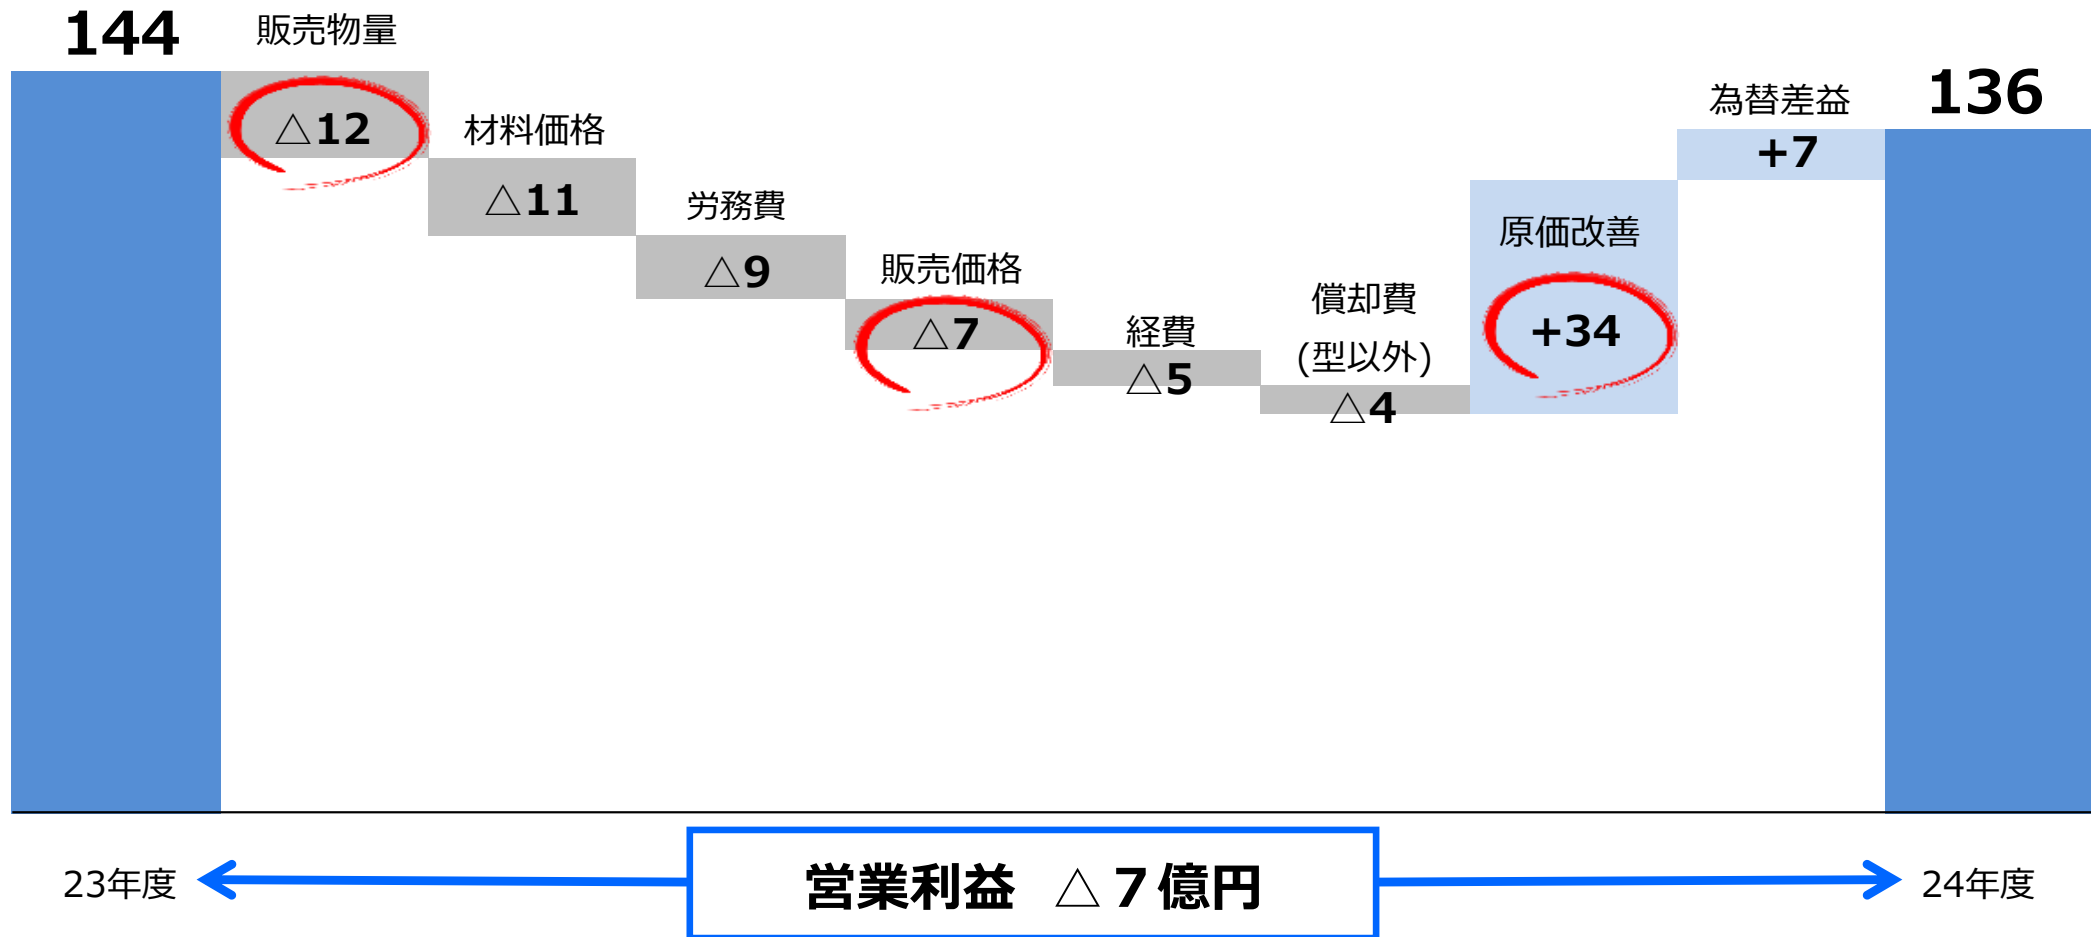 144
販売物量
△12
材料価格
△11
労務費
△9
販売価格
△7
経費
△5
償却費
(型以外)
△4
原価改善
+34
為替差益
+7
136
23年度
営業利益 △７億円
24年度